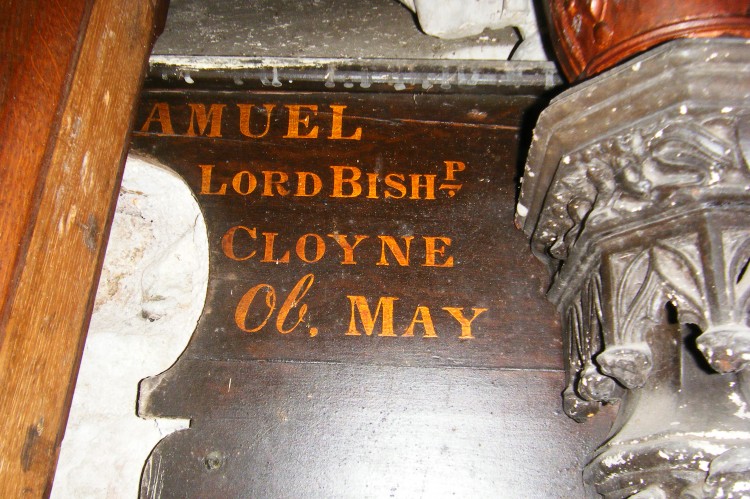 AMUEL
LORD BISHP
CLOYNE
Ob, MAY